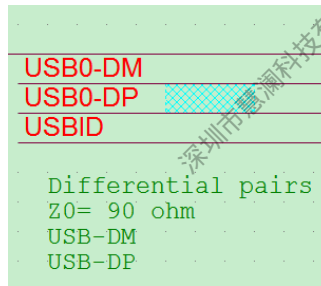 USB0-DM
USB0-DP
USBID
深圳市慧澜科技有
Differential pairs
Z0= 90 ohm
USB-DM
USB-DP